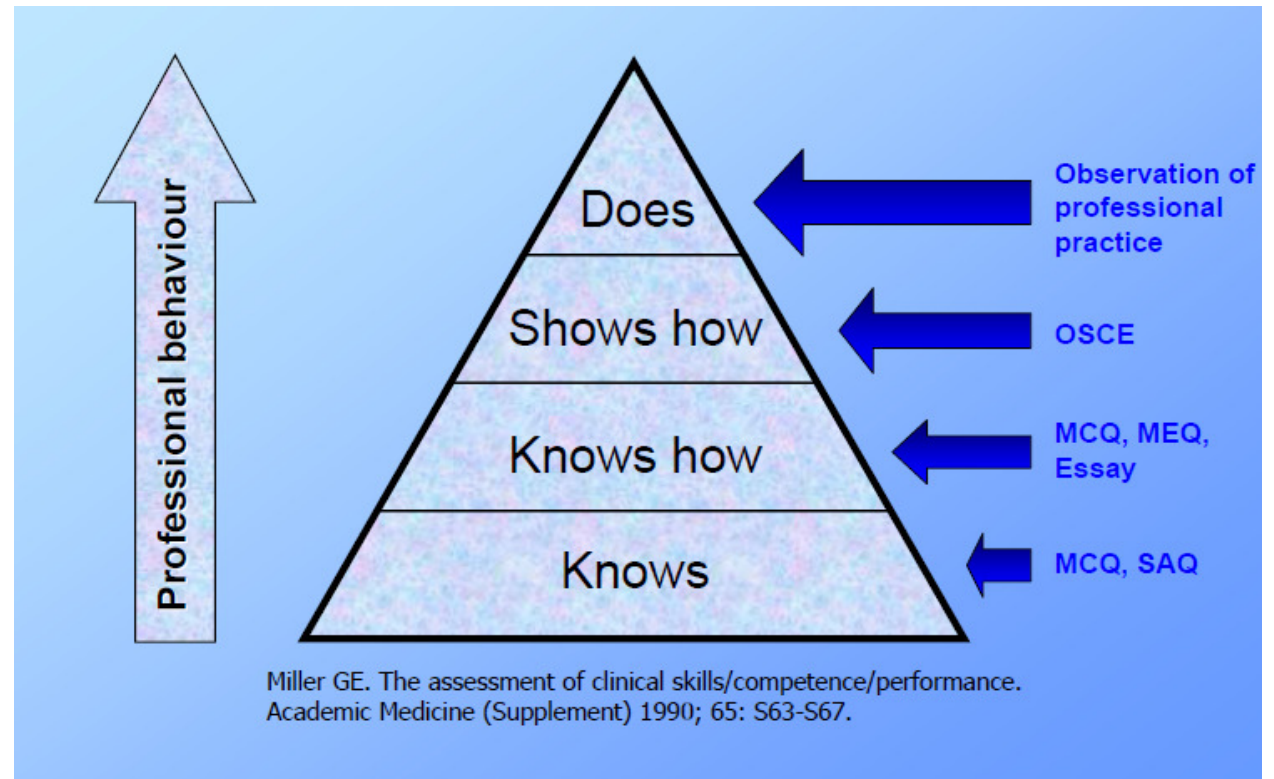 Professional behaviour
Does
Shows how
Knows how
Knows
Observation of
professional
practice
OSCE
MCQ, MEQ,
Essay
MCQ, SAQ
Miller GE. The assessment of clinical skills/competence/performance.
Academic Medicine (Supplement) 1990; 65: S63-S67.